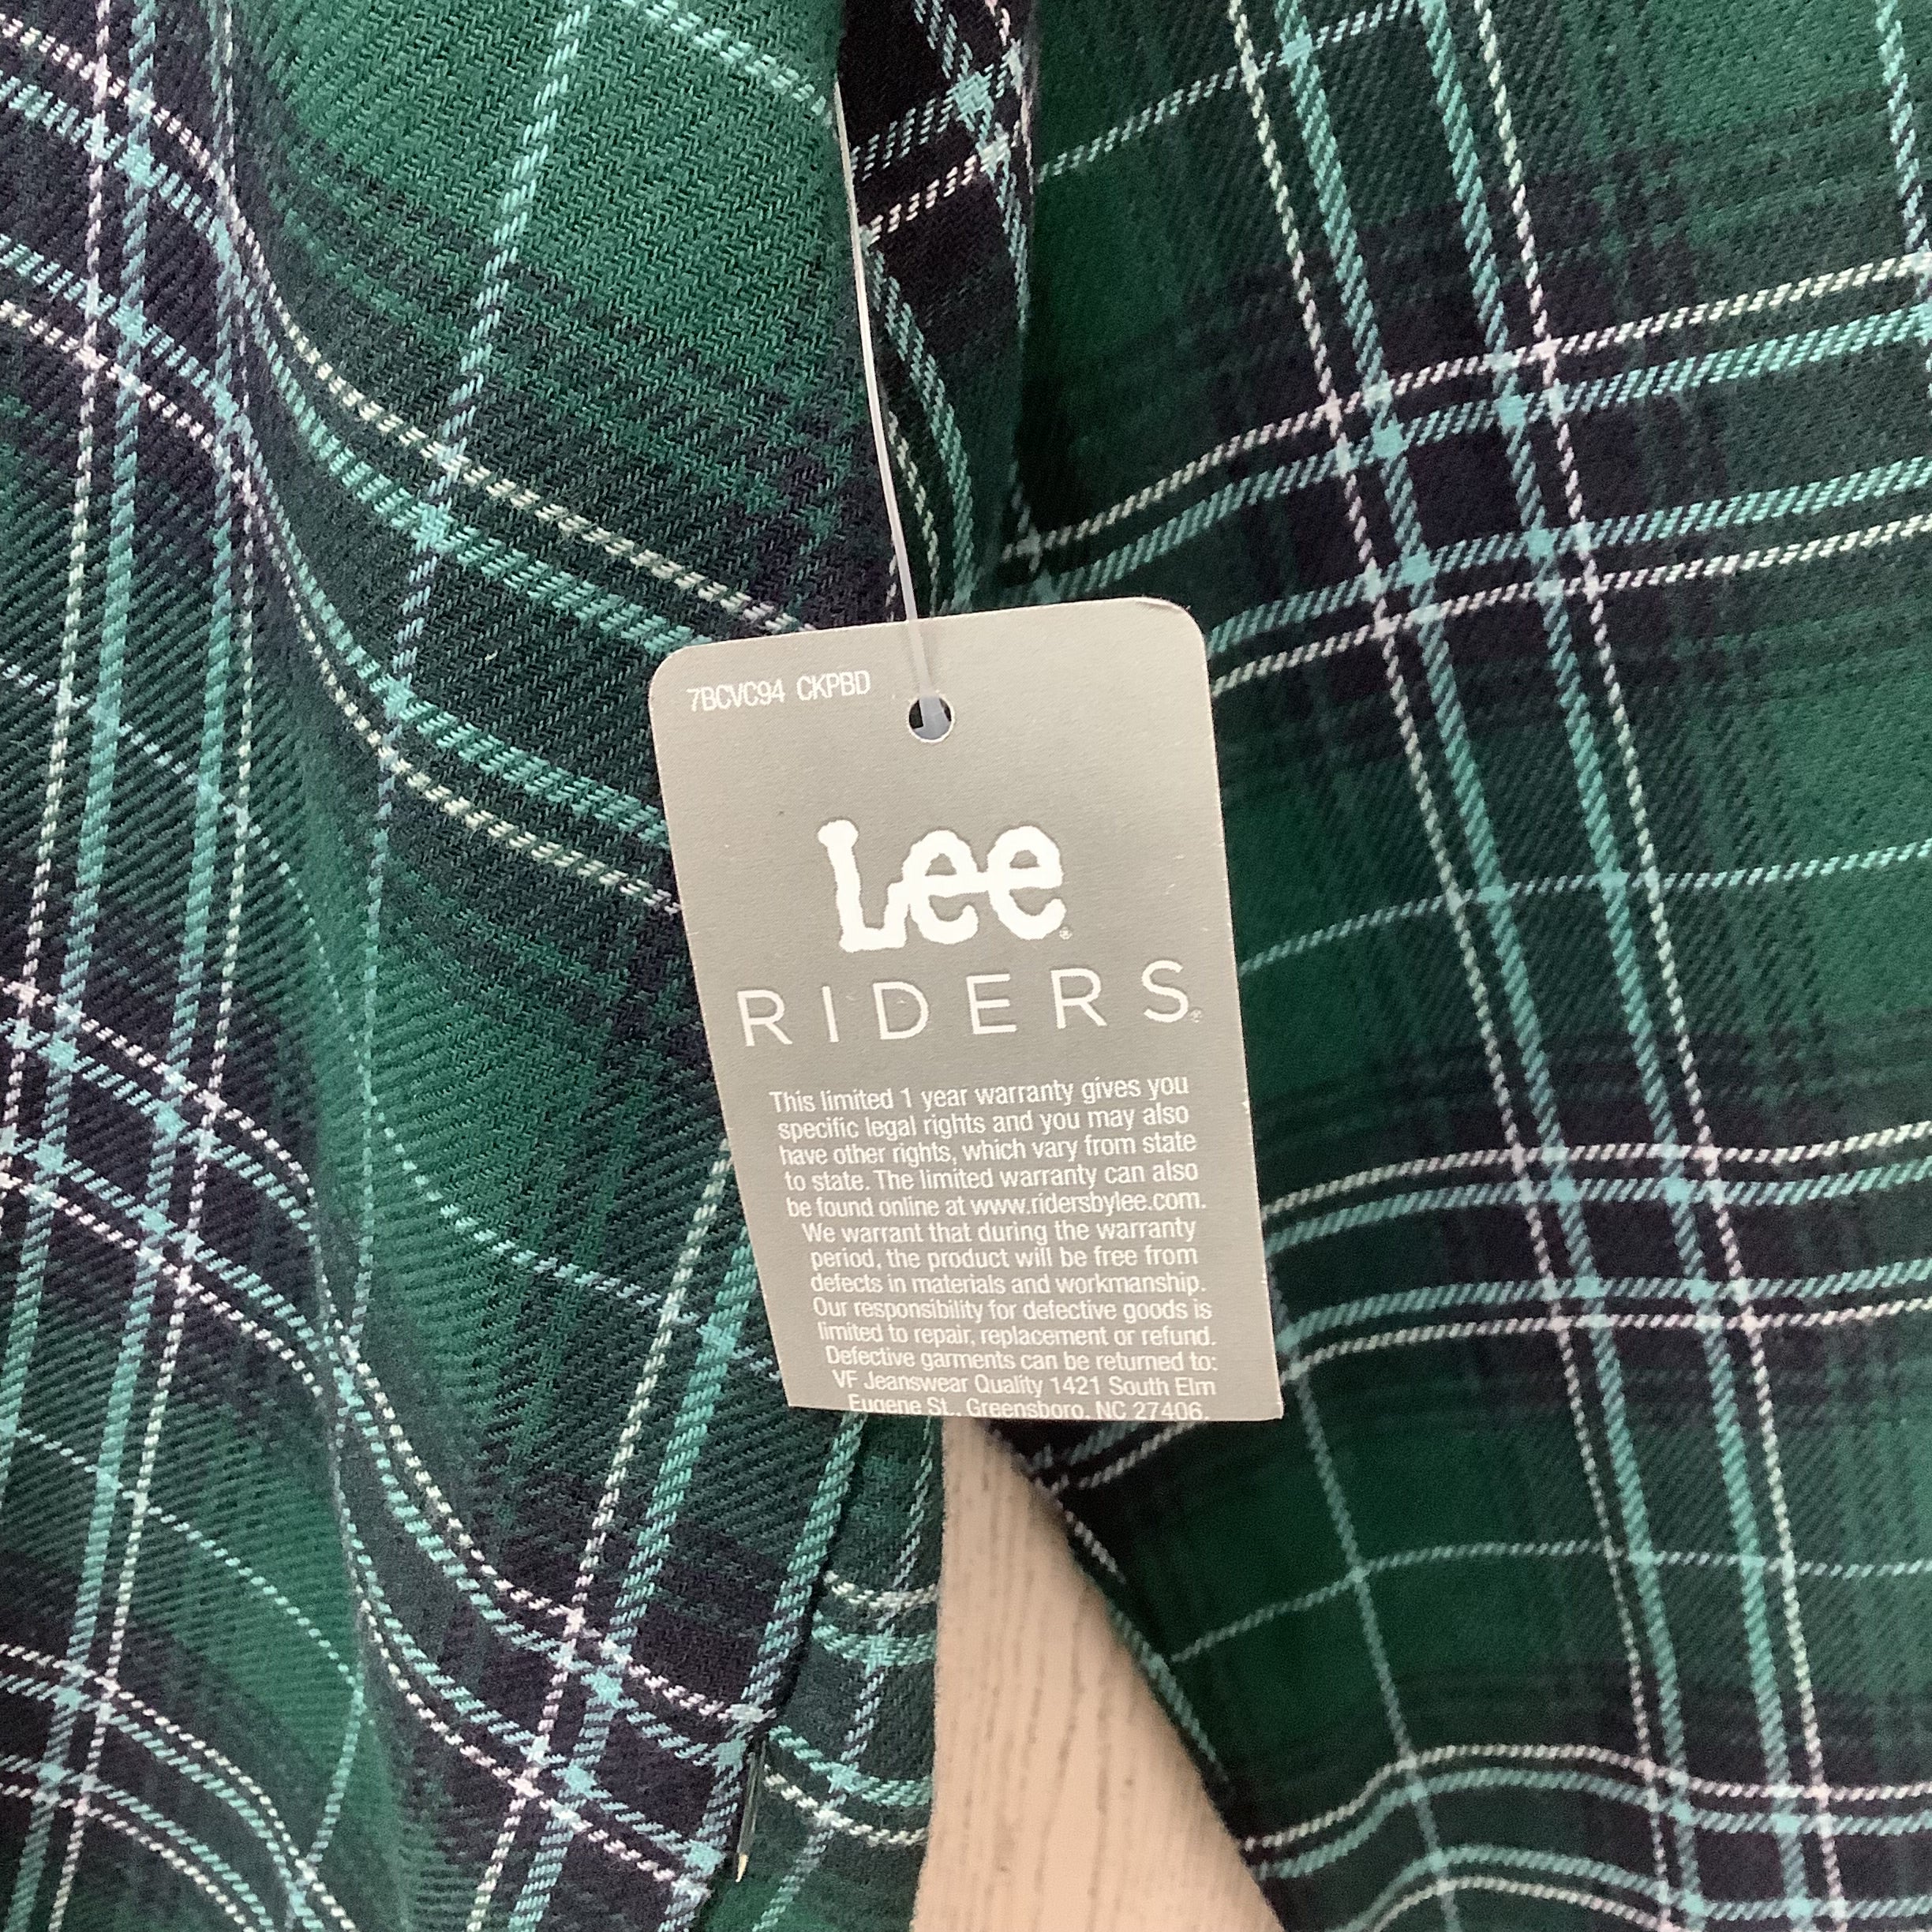 7BCVC94 CKPBD
Lee®
RIDERS®
This limited 1 year warranty gives you
specific legal rights and you may also
have other rights, which vary from state
to state. The limited warranty can also
be found online at www.ridersbylee.com.
We warrant that during the warranty
period, the product will be free from
defects in materials and workmanship.
Our responsibility for defective goods is
limited to repair, replacement or refund.
Defective garments can be returned to:
VF Jeanswear Quality 1421 South Elm
Eugene St., Greensboro, NC 27406.